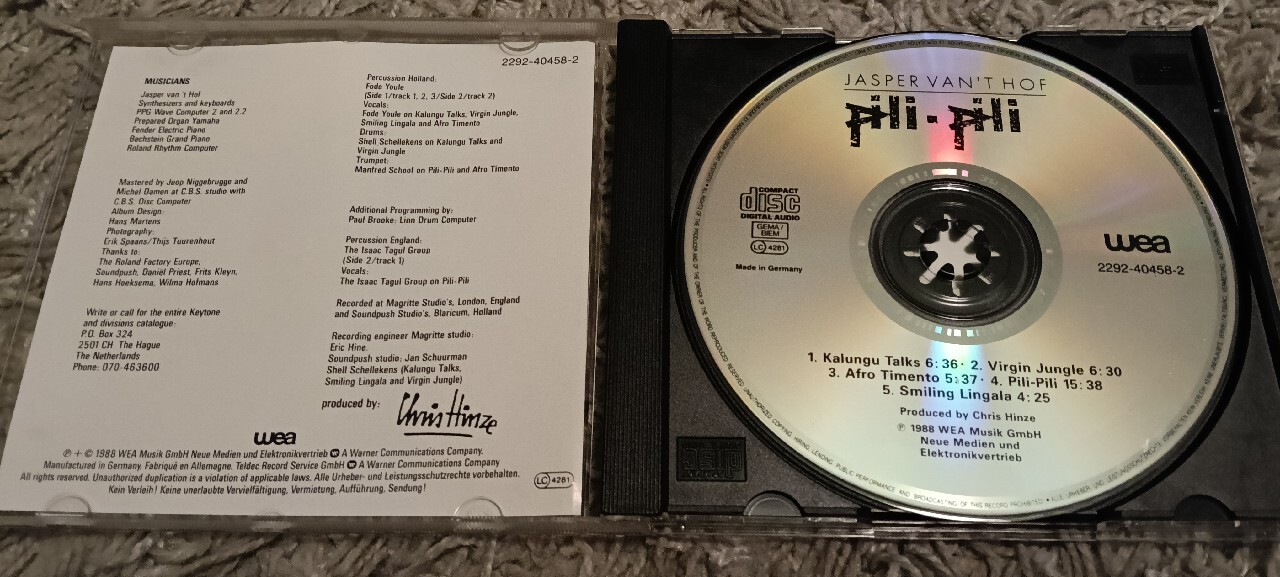 2292-40458-2
MUSICIANS
Jasper van 't Hof
Synthesizers and keyboards
PPG Wave Computer 2 and 2.2
Prepared Organ Yamaha
Fender Electric Piano
Bechstein Grand Piano
Roland Rhythm Computer
Mastered by Jeep Niggebrugge and
Michel Damen at C.B.S. studio with
C.B.S. Disc Computer
Album Design:
Hans Martens
Photography:
Erik Spaans/Thijs Tuurenhout
Thanks to:
The Roland Factory Europe,
Soundpush, Daniel Priest, Frits Kleyn,
Hans Hoeksema, Wilma Hofmans
Write or call for the entire Keytone
and divisions catalogue:
P.O. Box 324
2501 CH The Hague
The Netherlands
Phone: 070-463600
Percussion Holland:
Fode Youle
(Side 1/track 1, 2, 3/Side 2/track 2)
Vocals:
Fode Youle on Kalungu Talks, Virgin Jungle,
Smiling Lingala and Afro Timento
Drums:
Shell Schellekens on Kalungu Talks and
Virgin Jungle
Trumpet:
Manfred School on Pili-Pili and Afro Timento
Additional Programming by:
Paul Brooke: Linn Drum Computer
Percussion England:
The Isaac Tagul Group
(Side 2/track 1)
Vocals:
The Isaac Tagul Group on Pili-Pili
Recorded at Magritte Studio's, London, England
and Soundpush Studio's, Blaricum, Holland
Recording engineer Magritte studio:
Eric Hine.
Soundpush studio: Jan Schuurman
Shell Schellekens (Kalungu Talks,
Smiling Lingala and Virgin Jungle)
produced by: Chris Hinze
wea
℗ + © 1988 WEA Musik GmbH Neue Medien und Elektronikvertrieb A Warner Communications Company.
Manufactured in Germany. Fabriqué en Allemagne. Teldec Record Service GmbH A Warner Communications Company
All rights reserved. Unauthorized duplication is a violation of applicable laws. Alle Urheber- und Leistungsschutzrechte vorbehalten.
Kein Verleih! Keine unerlaubte Vervielfältigung, Vermietung, Aufführung, Sendung!
LC 4281
JASPER VAN'T HOF
pili-pili
COMPACT
disc
DIGITAL AUDIO
GEMA/
BIEM
LC 4281
Made in Germany
wea
2292-40458-2
1. Kalungu Talks 6:36 · 2. Virgin Jungle 6:30
3. Afro Timento 5:37 · 4. Pili-Pili 15:38
5. Smiling Lingala 4:25
Produced by Chris Hinze
℗ 1988 WEA Musik GmbH
Neue Medien und
Elektronikvertrieb
UNAUTHORIZED COPYING, HIRING, LENDING, PUBLIC PERFORMANCE AND BROADCASTING OF THIS RECORD PROHIBITED
disc